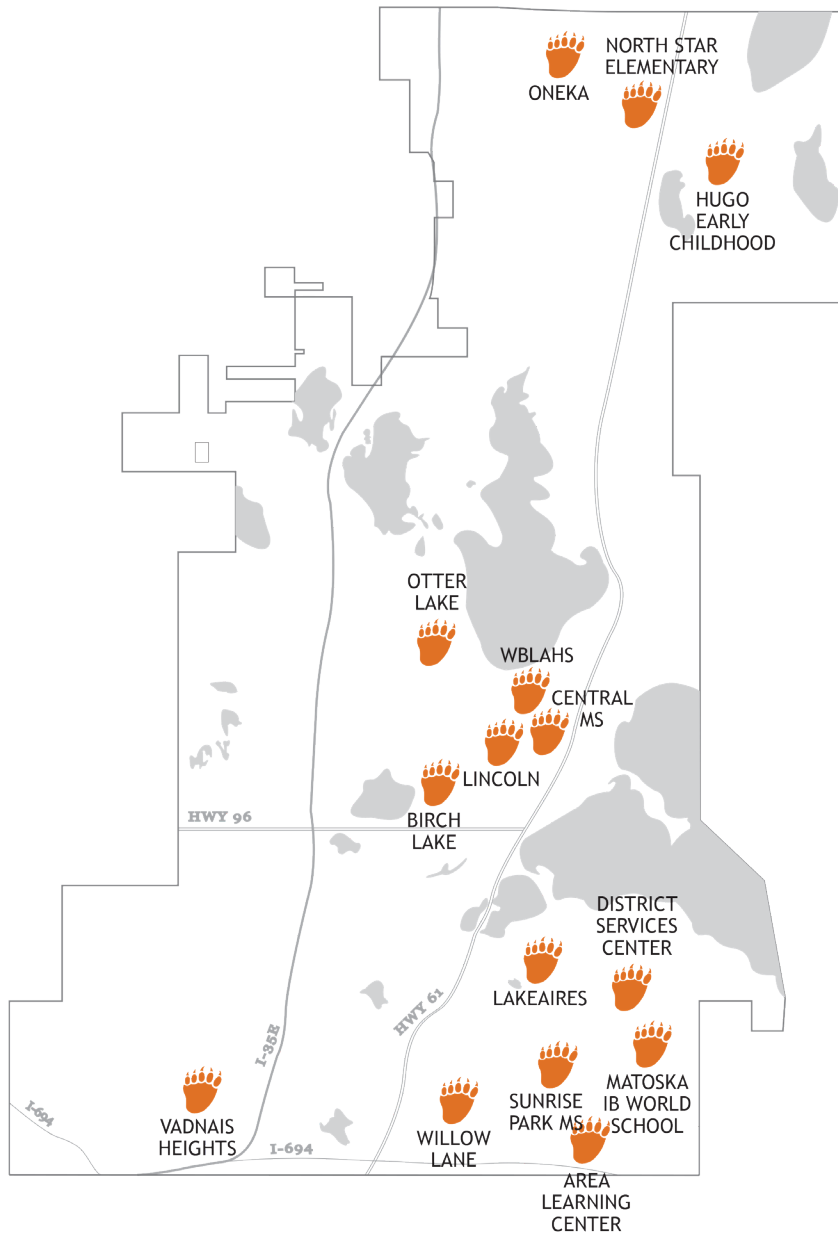 NORTH STAR
ELEMENTARY
ONEKA
HUGO
EARLY
CHILDHOOD
OTTER
LAKE
WBLAHS
CENTRAL
MS
LINCOLN
BIRCH
LAKE
HWY 96
DISTRICT
SERVICES
CENTER
LAKEAIRES
HWY 61
I-35E
MATOSKA
IB WORLD
SCHOOL
SUNRISE
PARK MS
WILLOW
LANE
VADNAIS
HEIGHTS
I-694
I-694
AREA
LEARNING
CENTER